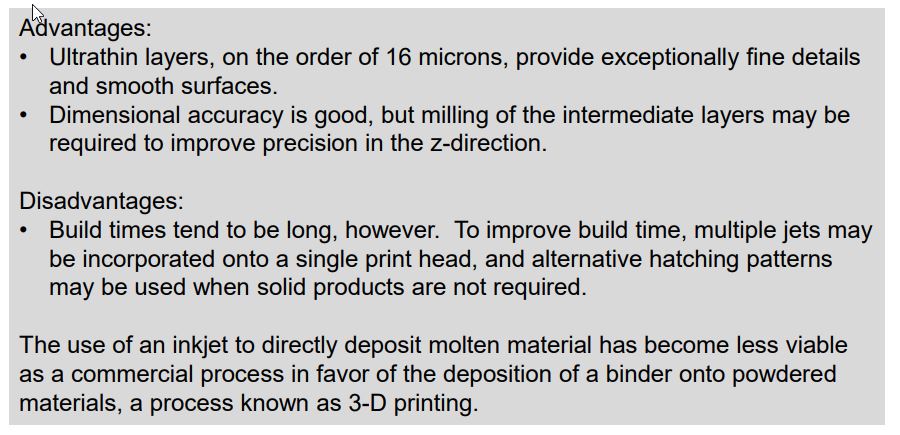 Advantages:
• Ultrathin layers, on the order of 16 microns, provide exceptionally fine details
and smooth surfaces.
• Dimensional accuracy is good, but milling of the intermediate layers may be
required to improve precision in the z-direction.
Disadvantages:
• Build times tend to be long, however.  To improve build time, multiple jets may
be incorporated onto a single print head, and alternative hatching patterns
may be used when solid products are not required.
The use of an inkjet to directly deposit molten material has become less viable
as a commercial process in favor of the deposition of a binder onto powdered
materials, a process known as 3-D printing.